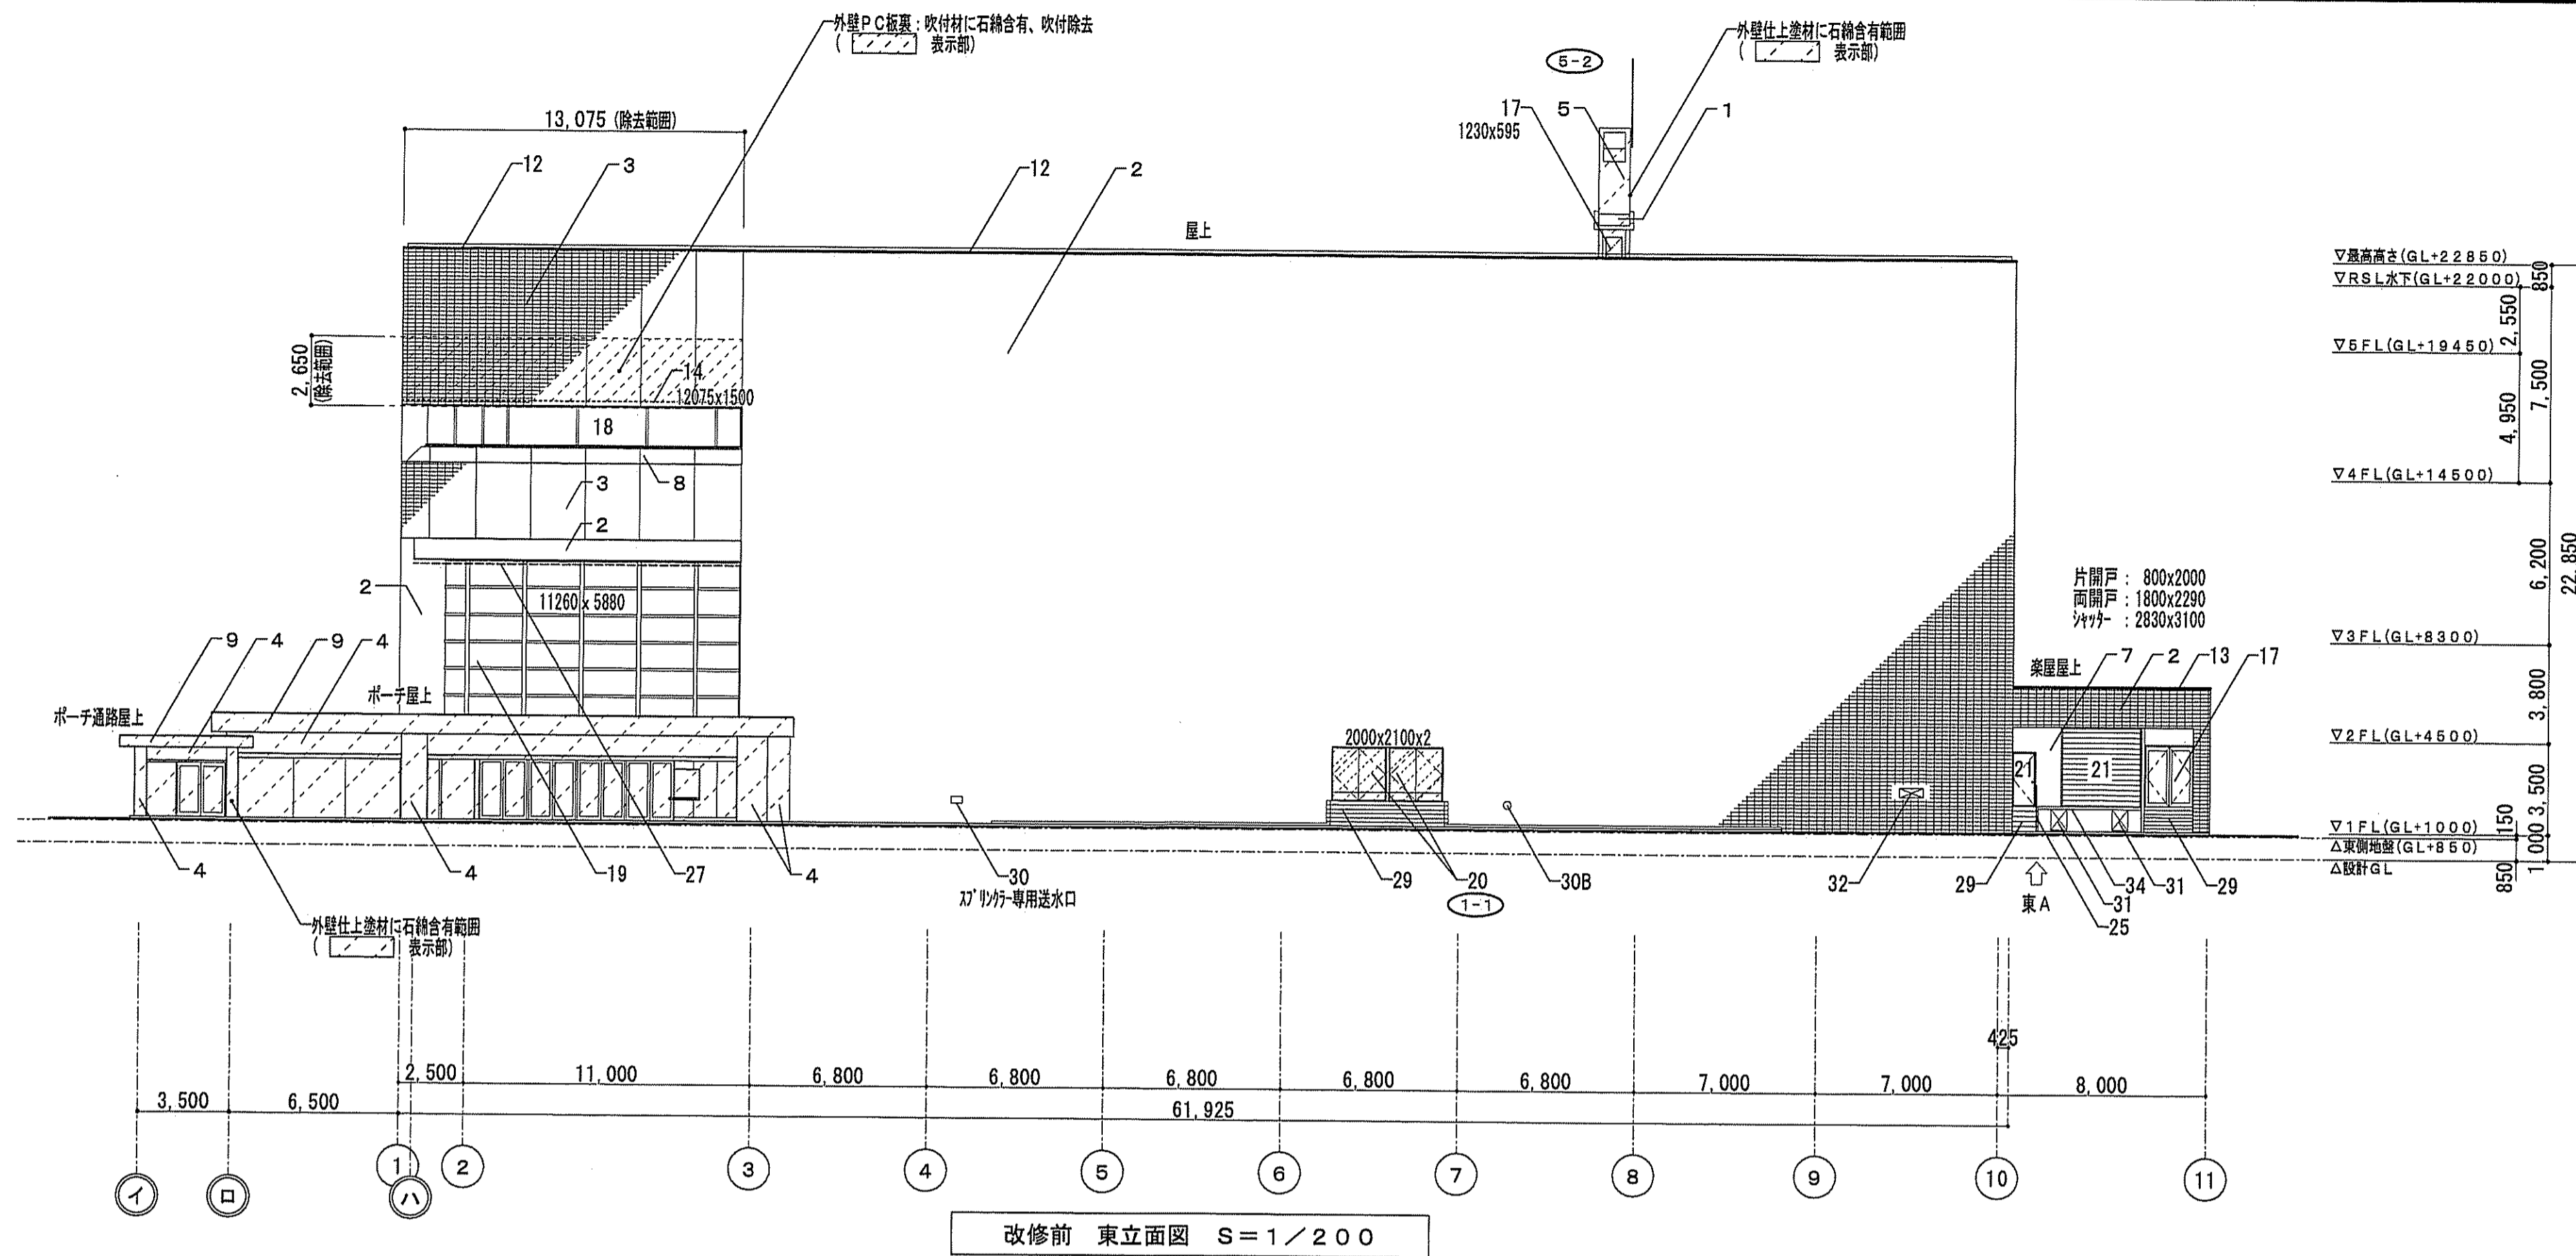 外壁PC板裏：吹付材に石綿含有、吹付除去
( 表示部)
外壁仕上塗材に石綿含有範囲
( 表示部)
5-2
17
1230x595
5
1
13,075 (除去範囲)
12
3
12
2
屋上
▽最高高さ(GL+22850)
▽RSL水下(GL+22000)
▽5FL(GL+19450)
▽4FL(GL+14500)
▽3FL(GL+8300)
▽2FL(GL+4500)
▽1FL(GL+1000)
△東側地盤(GL+850)
△設計GL
850
2,550
4,950
7,500
6,200
22,850
3,800
3,500
150
1,000
850
2,650
(除去範囲)
14
12075x1500
18
8
3
2
2
11260x5880
片開戸： 800x2000
両開戸：1800x2290
シャッター ：2830x3100
9
4
9
4
ポーチ屋上
ポーチ通路屋上
楽屋屋上
7
2
13
17
2000x2100x2
21
21
4
4
19
27
4
30
スプリンクラー専用送水口
29
20
1-1
30B
32
29
東A
34
31
31
29
25
外壁仕上塗材に石綿含有範囲
( 表示部)
425
2,500
11,000
6,800
6,800
6,800
6,800
6,800
7,000
7,000
8,000
3,500
6,500
61,925
イ
ロ
1
ハ
2
3
4
5
6
7
8
9
10
11
改修前 東立面図 S=1/200